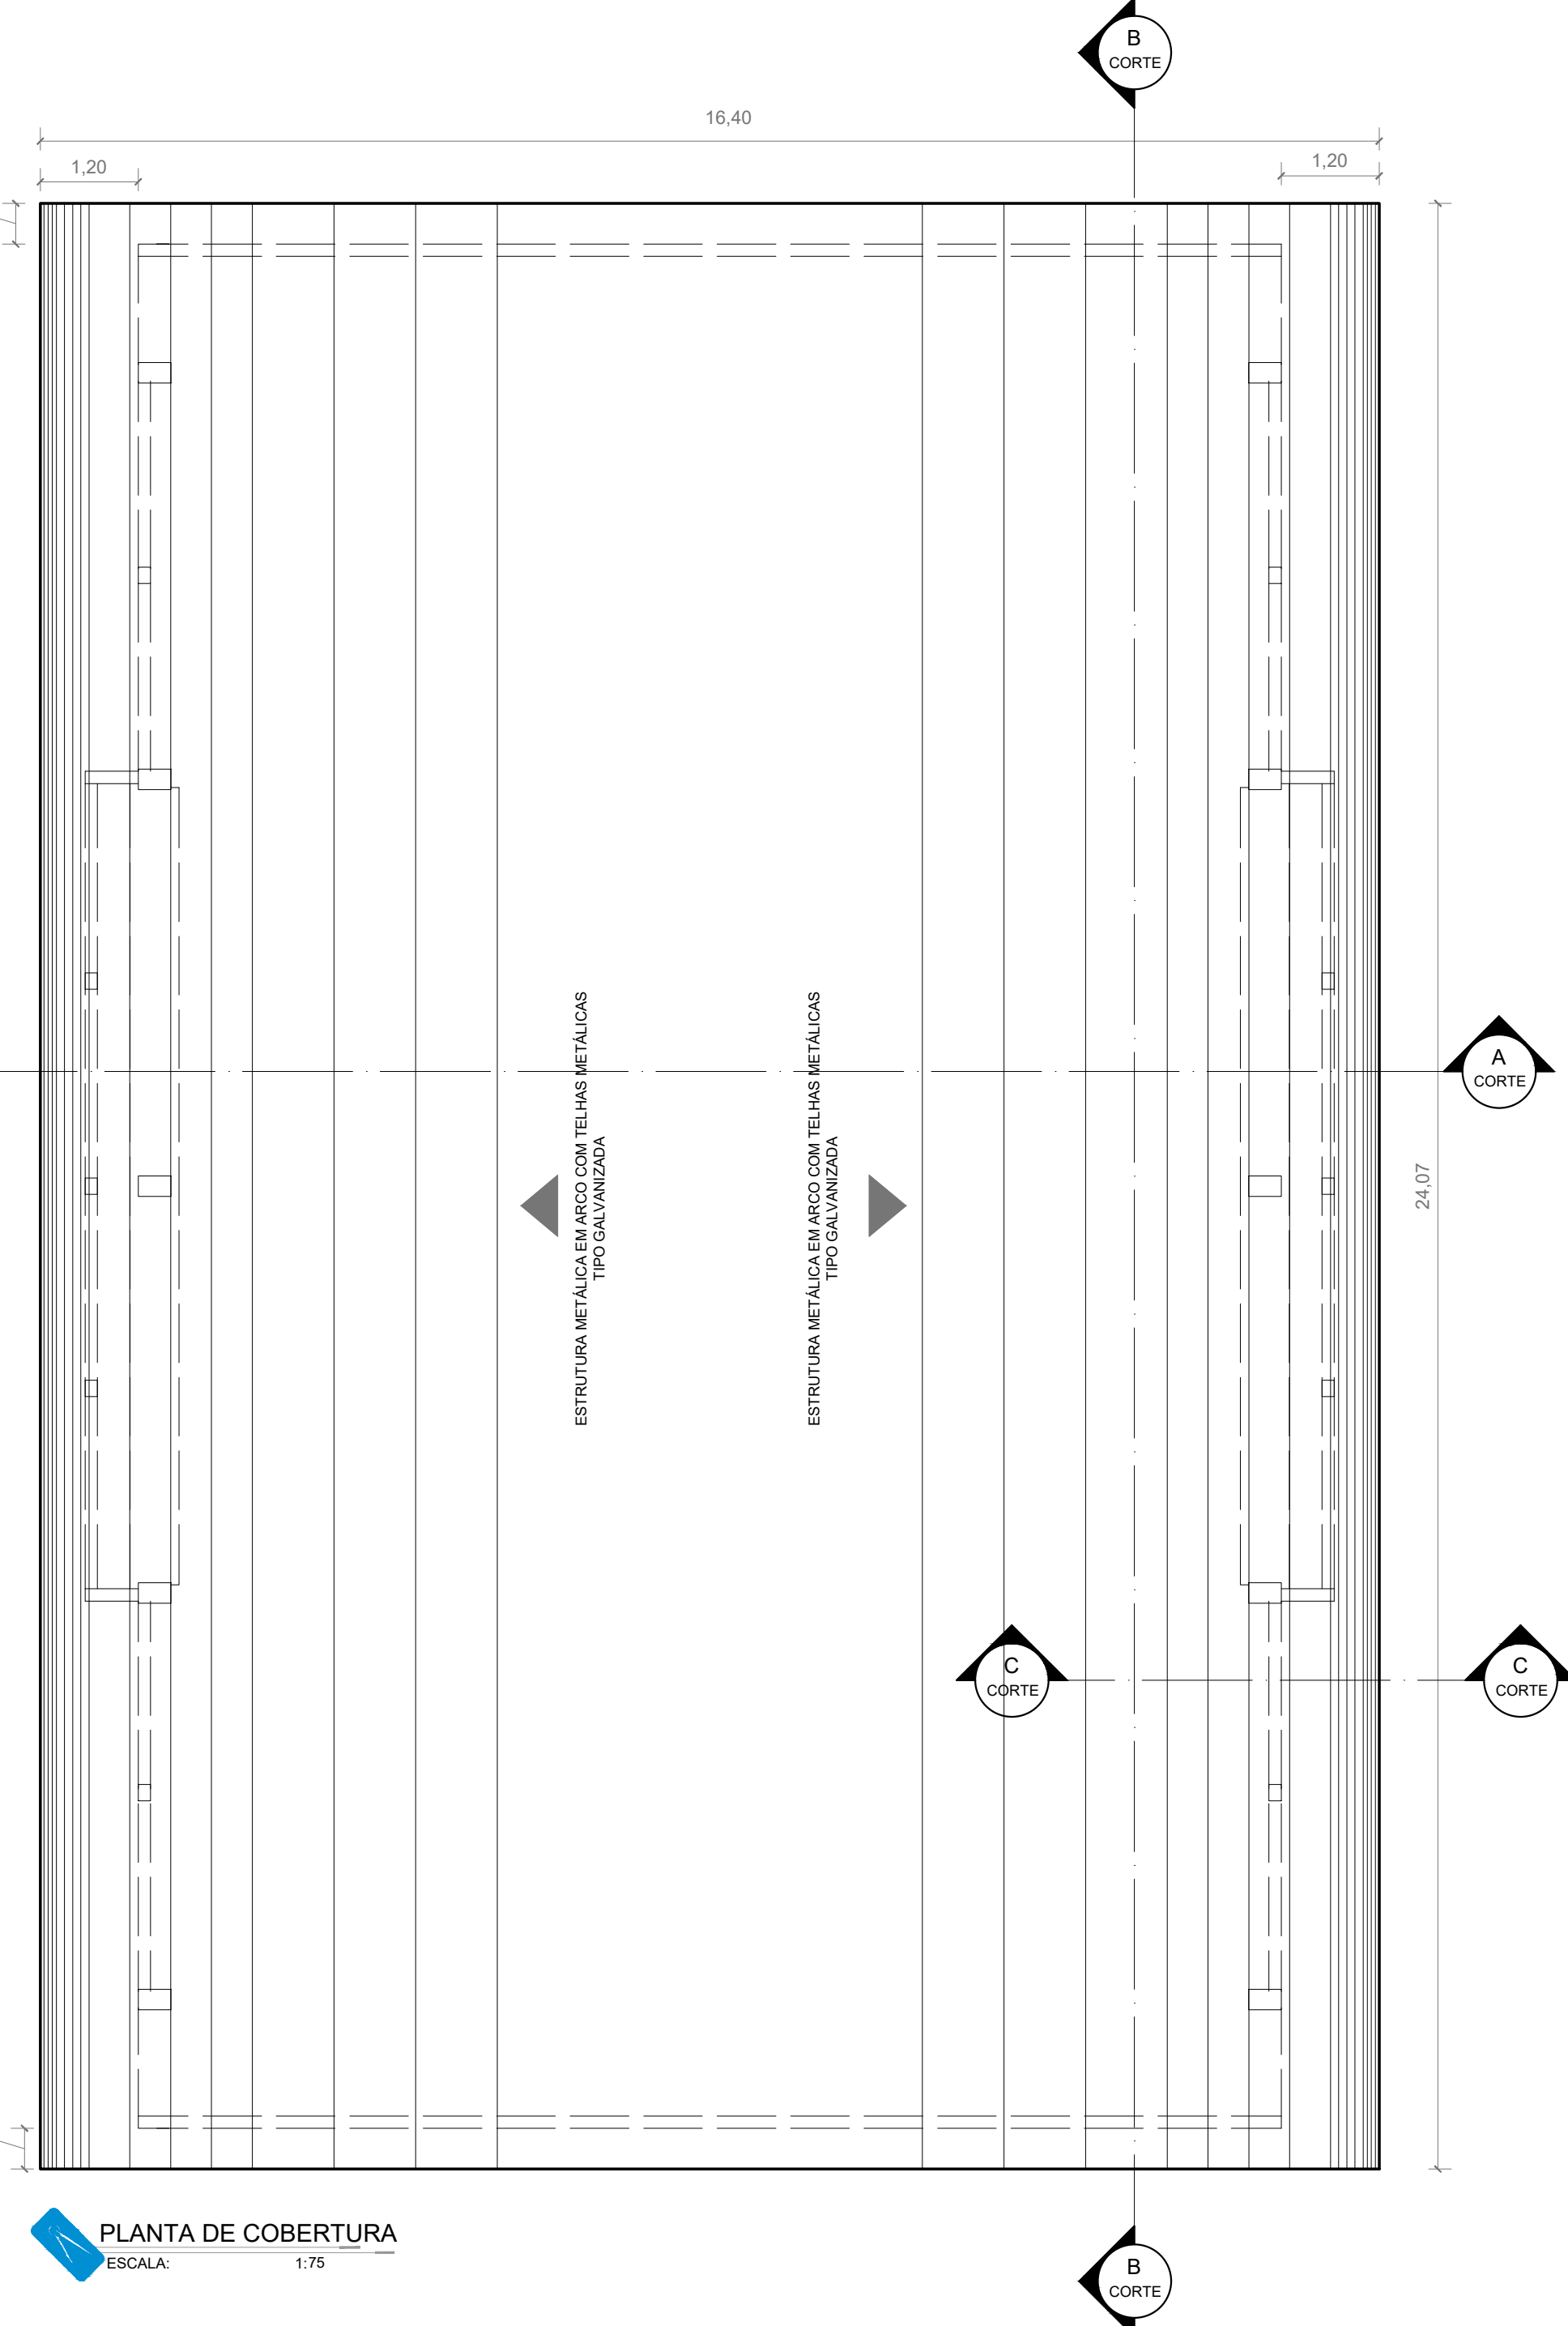 B
CORTE
16,40
1,20
1,20
ESTRUTURA METÁLICA EM ARCO COM TELHAS METÁLICAS
TIPO GALVANIZADA
ESTRUTURA METÁLICA EM ARCO COM TELHAS METÁLICAS
TIPO GALVANIZADA
A
CORTE
24,07
C
CORTE
C
CORTE
PLANTA DE COBERTURA
ESCALA: 1:75
B
CORTE